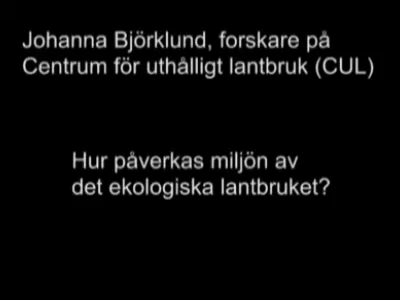 Johanna Björklund, forskare på
Centrum för uthålligt lantbruk (CUL)
Hur påverkas miljön av
det ekologiska lantbruket?